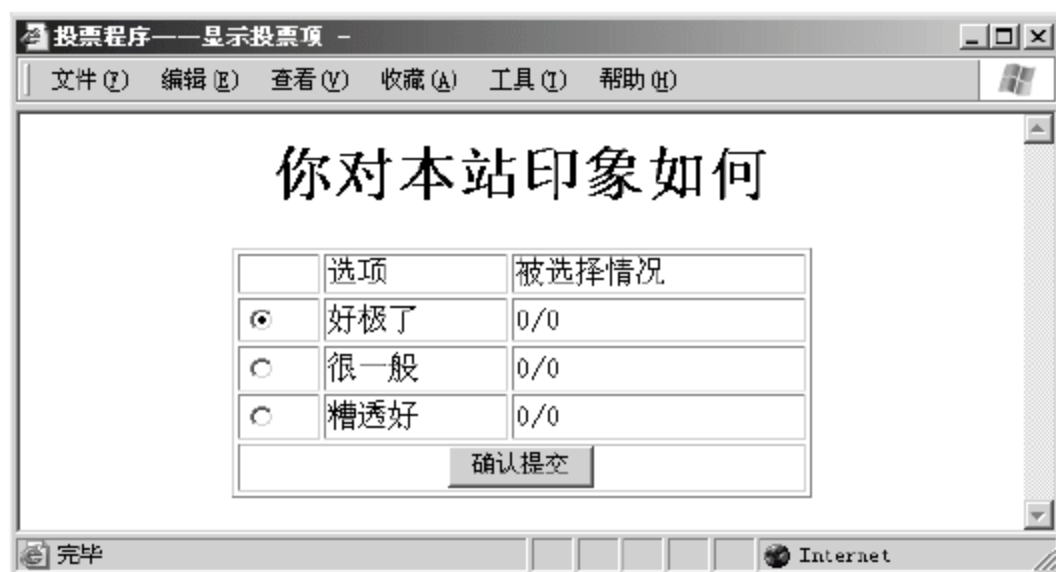 投票程序——显示投票项 -
文件(F) 编辑(E) 查看(V) 收藏(A) 工具(T) 帮助(H)
你对本站印象如何
选项 被选择情况
好极了 0/0
很一般 0/0
糟透好 0/0
确认提交
完毕 Internet